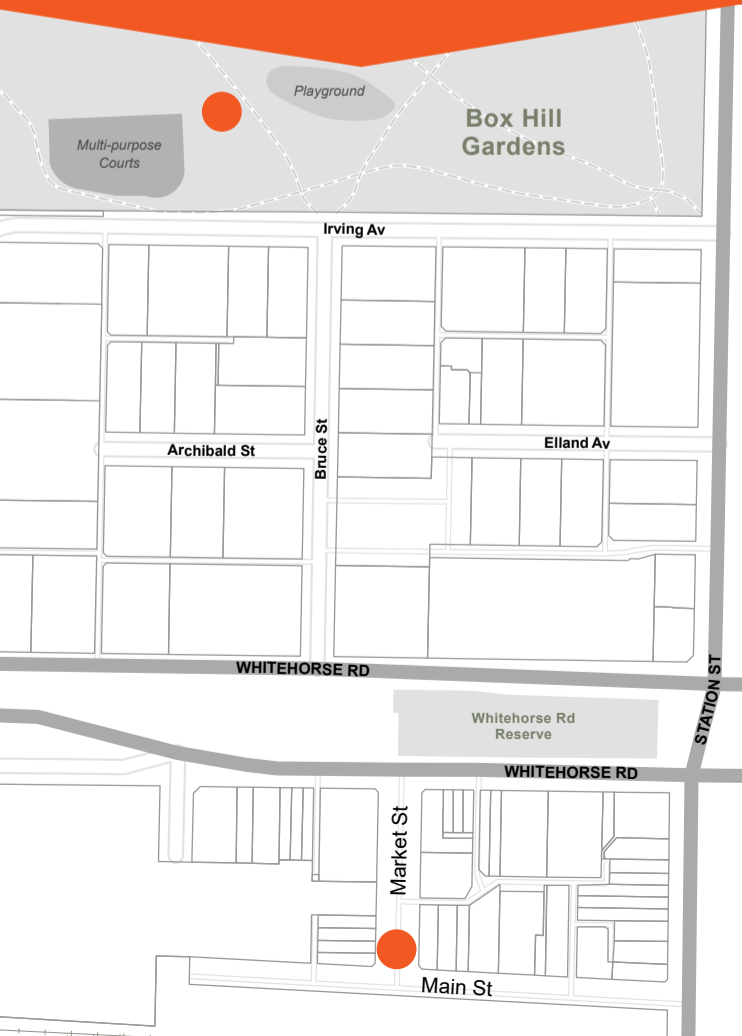 Playground
Box Hill
Gardens
Multi-purpose
Courts
Irving Av
Bruce St
Archibald St
Elland Av
WHITEHORSE RD
STATION ST
Whitehorse Rd
Reserve
WHITEHORSE RD
Market St
Main St